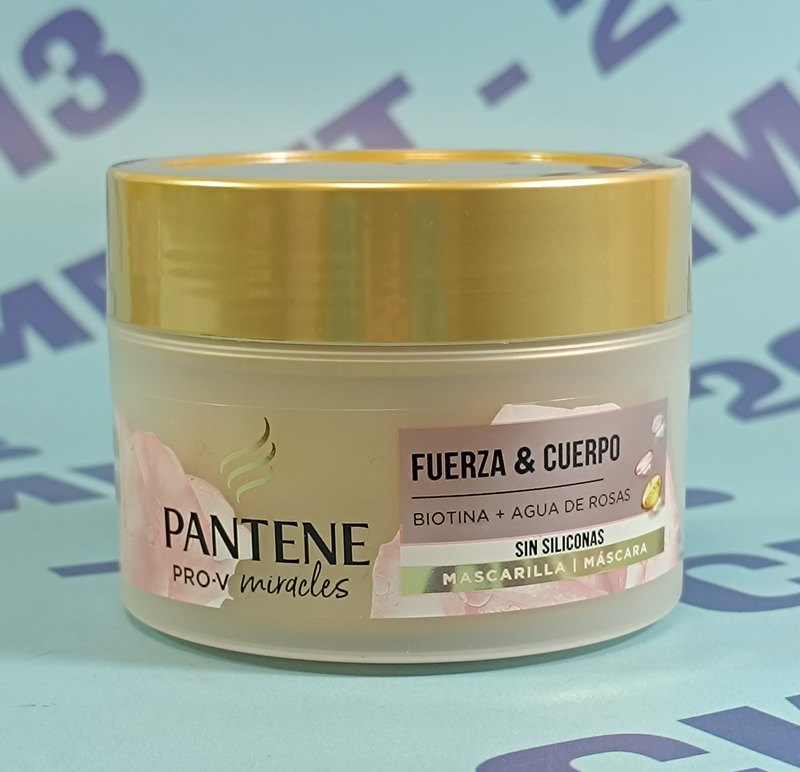 PANTENE
PRO-V miracles
FUERZA & CUERPO
BIOTINA + AGUA DE ROSAS
SIN SILICONAS
MASCARILLA | MÁSCARA